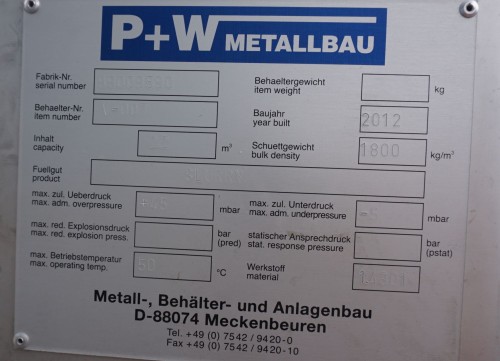 P+W METALLBAU
Fabrik-Nr. Behaeltergewicht
serial number item weight kg
Behaelter-Nr. Baujahr
item number year built 2012
Inhalt Schuettgewicht
capacity m³ bulk density 1800 kg/m³
Fuellgut
product
max. zul. Ueberdruck max. zul. Unterdruck
max. adm. overpressure mbar max. adm. underpressure mbar
max. red. Explosionsdruck bar statischer Ansprechdruck bar
max. red. explosion press. (pred) stat. response pressure (pstat)
max. Betriebstemperatur Werkstoff
max. operating temp. °C material
Metall-, Behälter- und Anlagenbau
D-88074 Meckenbeuren
Tel. +49 (0) 7542 / 9420-0
Fax +49 (0) 7542 / 9420-10